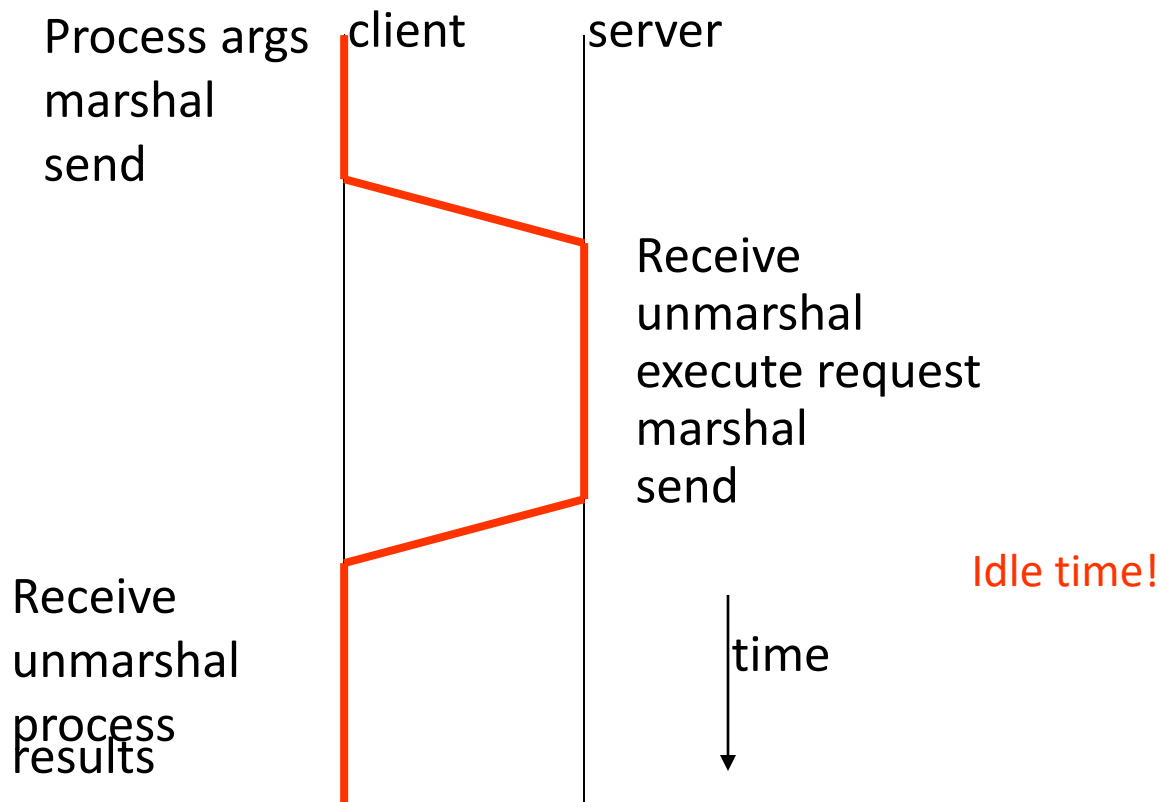 Process args
marshal
send
client
server
Receive
unmarshal
execute request
marshal
send
Idle time!
Receive
unmarshal
process
results
time